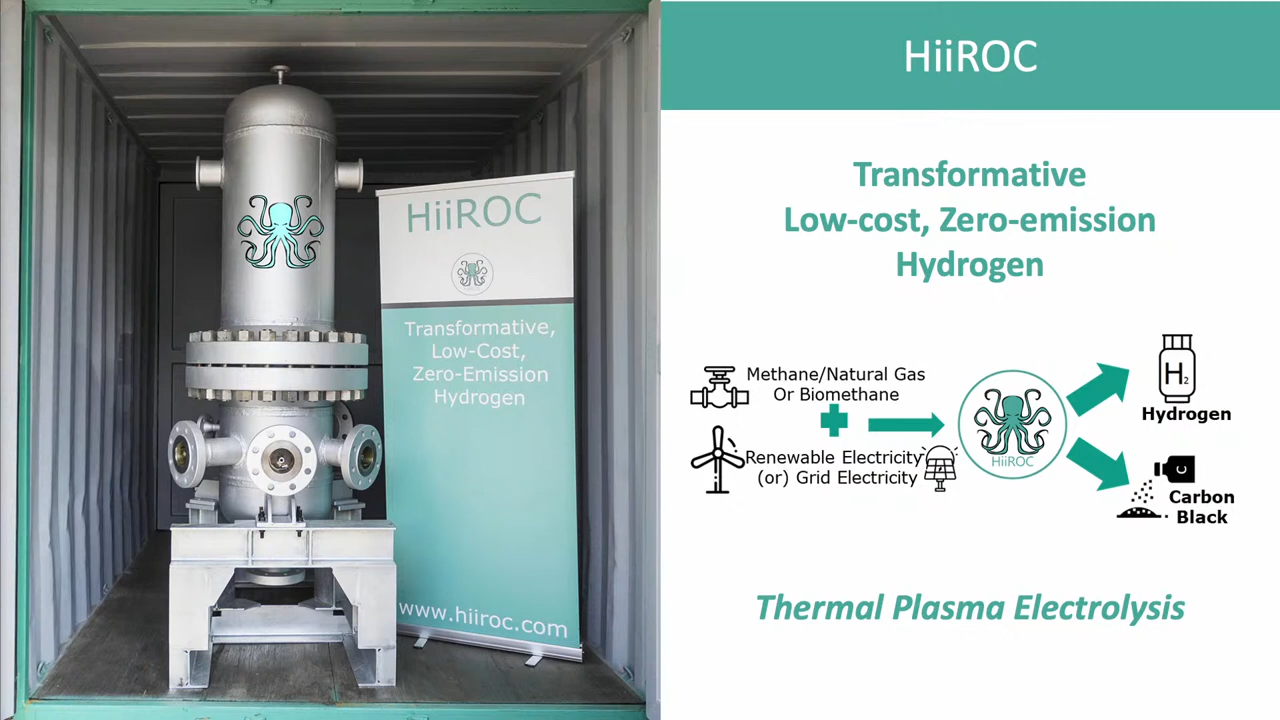 HiiROC
Transformative,
Low-Cost,
Zero-Emission
Hydrogen
www.hiiroc.com
HiiROC
Transformative
Low-cost, Zero-emission
Hydrogen
Methane/Natural Gas
Or Biomethane
Renewable Electricity
(or) Grid Electricity
HiiROC
H2
Hydrogen
C
Carbon
Black
Thermal Plasma Electrolysis